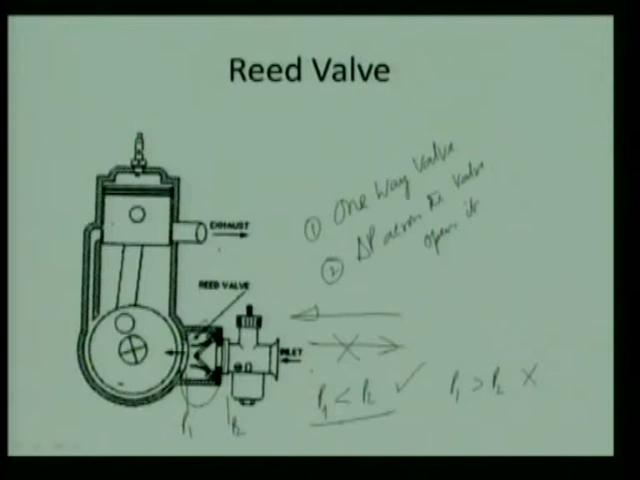 Reed Valve
① One Way Valve
② ΔP across the valve
open it
EXHAUST
REED VALVE
INLET
P₁ < P₂ ✓
P₁ > P₂ X
P₁
P₂